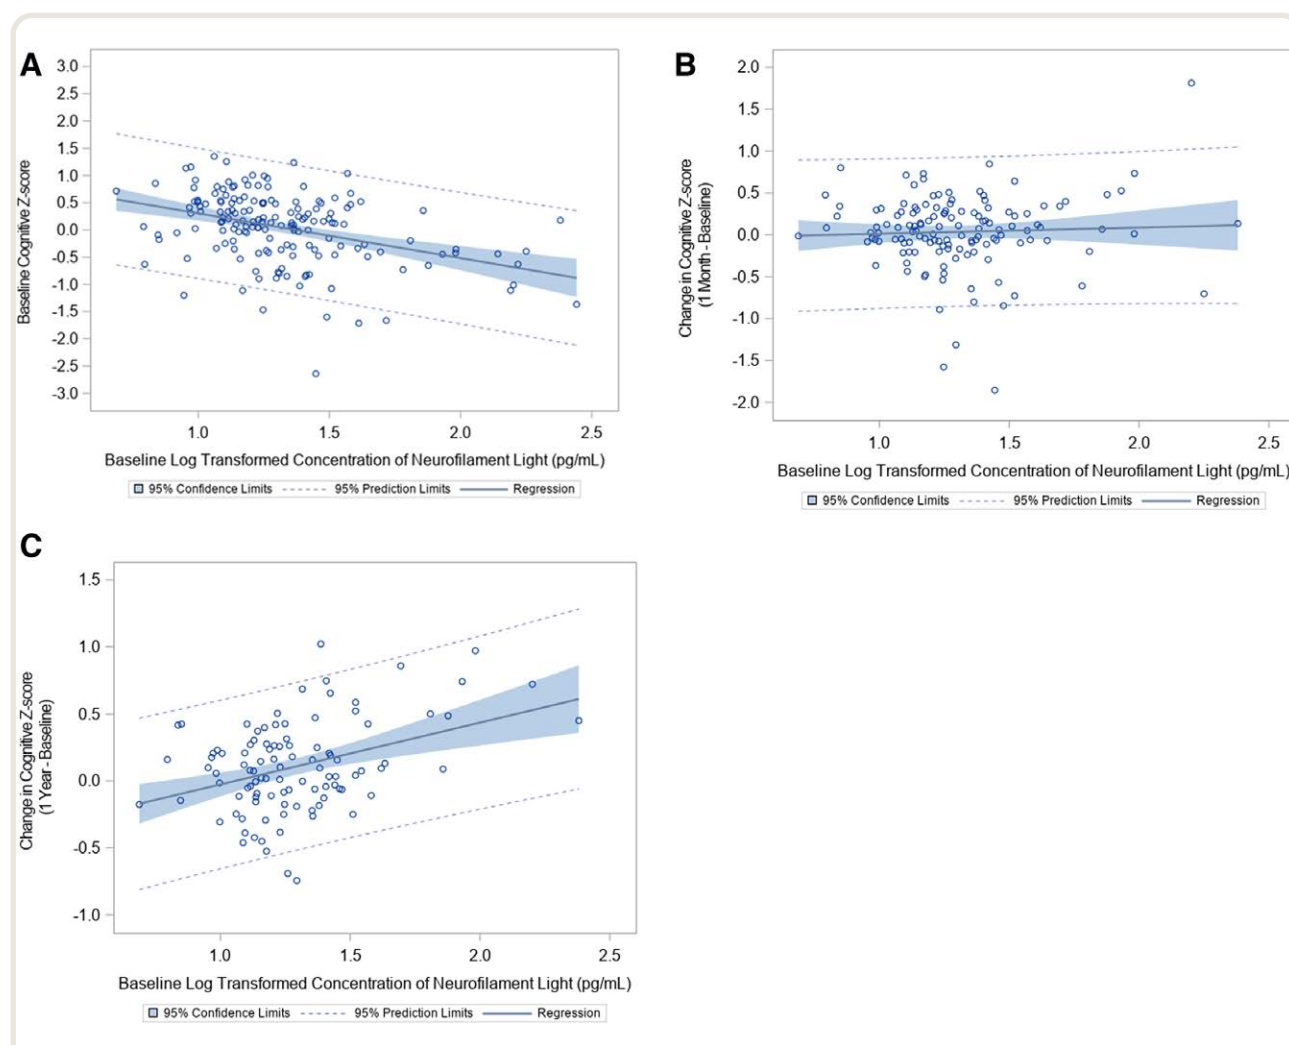 A
3.0
2.5
2.0
1.5
1.0
0.5
0.0
-0.5
-1.0
-1.5
-2.0
-2.5
-3.0
Baseline Cognitive Z-score
1.0 1.5 2.0 2.5
Baseline Log Transformed Concentration of Neurofilament Light (pg/mL)
95% Confidence Limits 95% Prediction Limits Regression
B
2.0
1.5
1.0
0.5
0.0
-0.5
-1.0
-1.5
-2.0
Change in Cognitive Z-score
(1 Month - Baseline)
1.0 1.5 2.0 2.5
Baseline Log Transformed Concentration of Neurofilament Light (pg/mL)
95% Confidence Limits 95% Prediction Limits Regression
C
1.5
1.0
0.5
0.0
-0.5
-1.0
Change in Cognitive Z-score
(1 Year - Baseline)
1.0 1.5 2.0 2.5
Baseline Log Transformed Concentration of Neurofilament Light (pg/mL)
95% Confidence Limits 95% Prediction Limits Regression